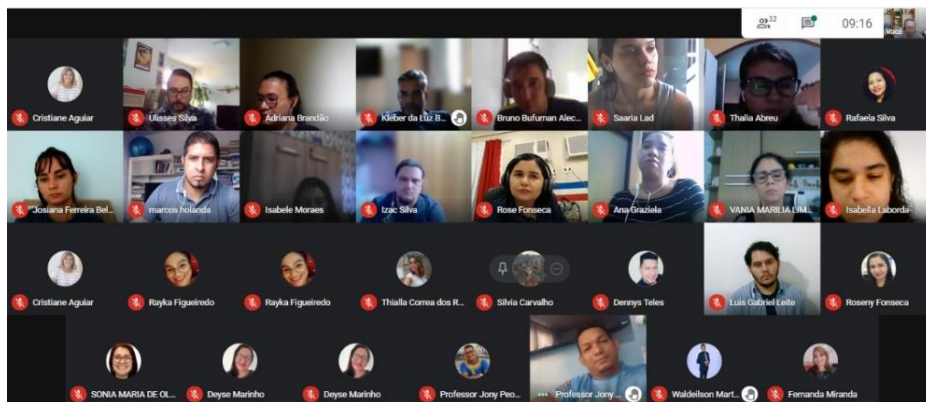 32 09:16 Você
Cristiane Aguiar Ulisses Silva Adriana Brandão Kleber da Luz B... Bruno Bufurnan Alec... Saaria Lad Thalia Abreu Rafaela Silva
"Josiana Ferreira Bel... marcos holanda Isabele Moraes Izac Silva Rose Fonseca Ana Graziela VANIA MARILIA LIM... Isabella Laborda
Cristiane Aguiar Rayka Figueiredo Rayka Figueiredo Thialla Correa dos R... Silvia Carvalho Dennys Teles Luis Gabriel Leite Roseny Fonseca
SONIA MARIA DE OL... Deyse Marinho Deyse Marinho Professor Jony Peo... Professor Jony... Waldeilson Mart... Fernanda Miranda